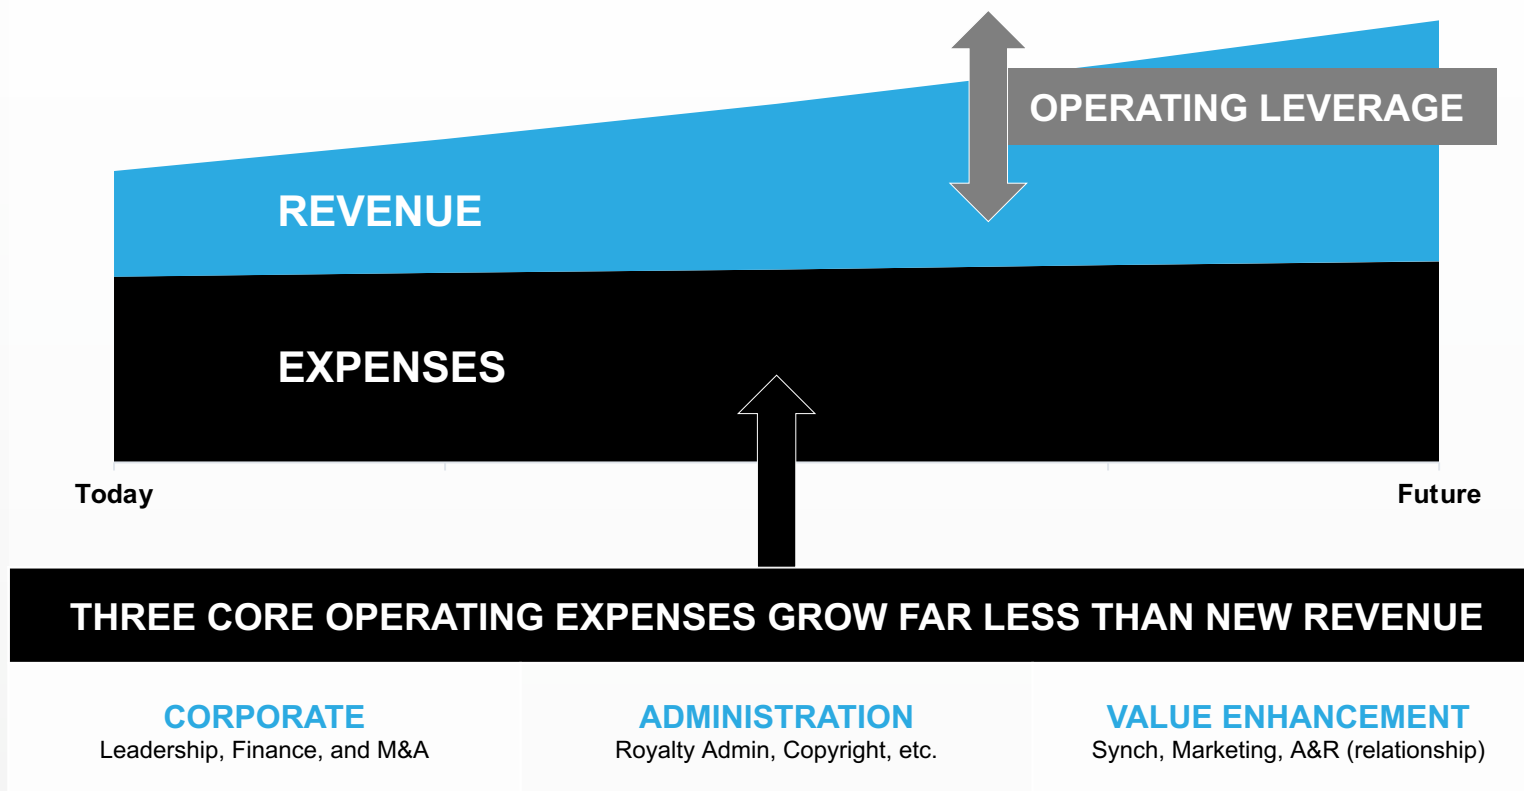 OPERATING LEVERAGE
REVENUE
EXPENSES
Today
Future
THREE CORE OPERATING EXPENSES GROW FAR LESS THAN NEW REVENUE
CORPORATE
Leadership, Finance, and M&A
ADMINISTRATION
Royalty Admin, Copyright, etc.
VALUE ENHANCEMENT
Synch, Marketing, A&R (relationship)